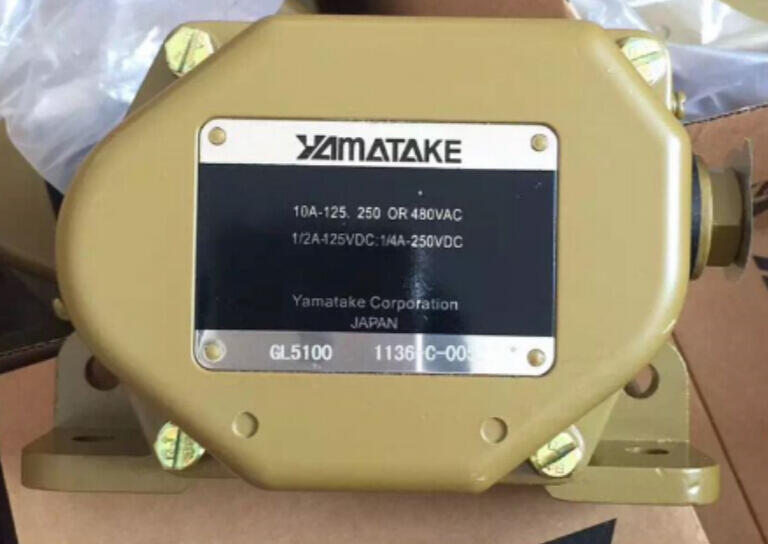 YAMATAKE
10A-125. 250 OR 480VAC
1/2A-125VDC:1/4A-250VDC
Yamatake Corporation
JAPAN
GL5100